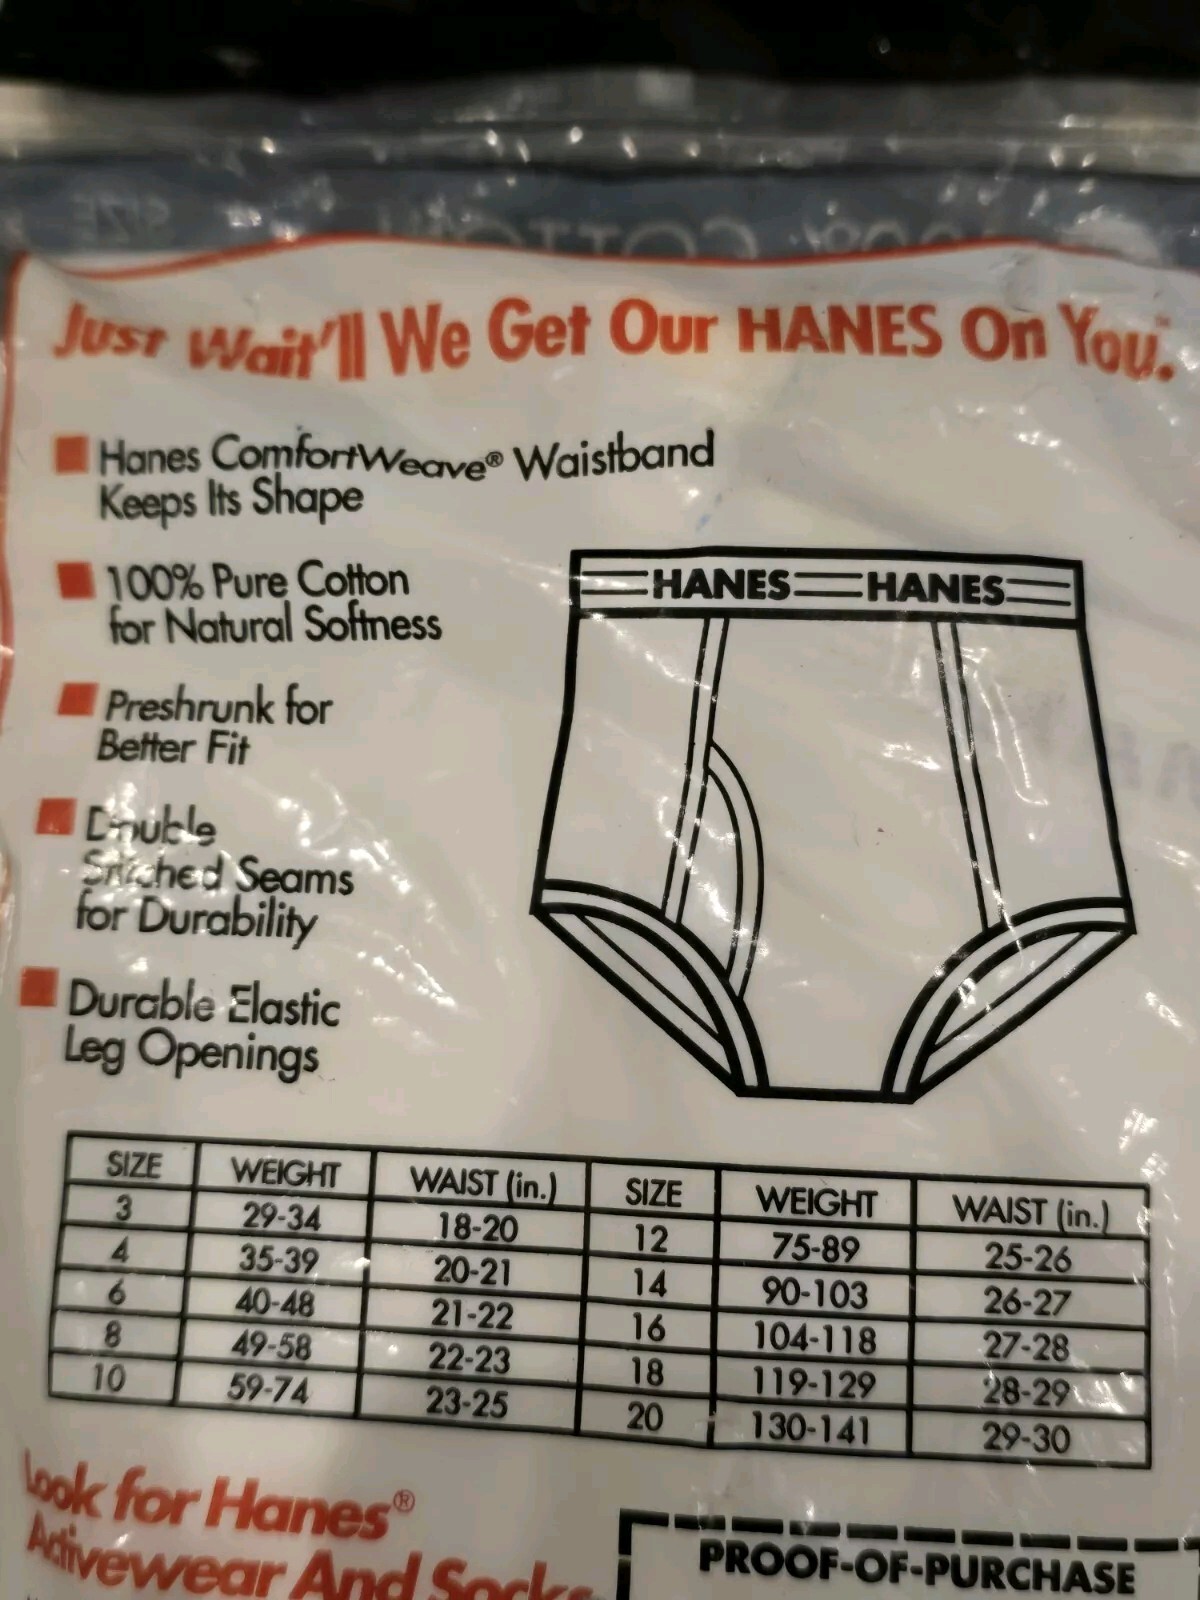 SIZE
100% COTTON
Just Wait'll We Get Our HANES On You.
Hanes ComfortWeave® Waistband
Keeps Its Shape
100% Pure Cotton
for Natural Softness
Preshrunk for
Better Fit
Double
Stitched Seams
for Durability
Durable Elastic
Leg Openings
HANES HANES
SIZE WEIGHT WAIST (in.) SIZE WEIGHT WAIST (in.)
3 29-34 18-20 12 75-89 25-26
4 35-39 20-21 14 90-103 26-27
6 40-48 21-22 16 104-118 27-28
8 49-58 22-23 18 119-129 28-29
10 59-74 23-25 20 130-141 29-30
Look for Hanes®
Activewear And Socks
PROOF-OF-PURCHASE